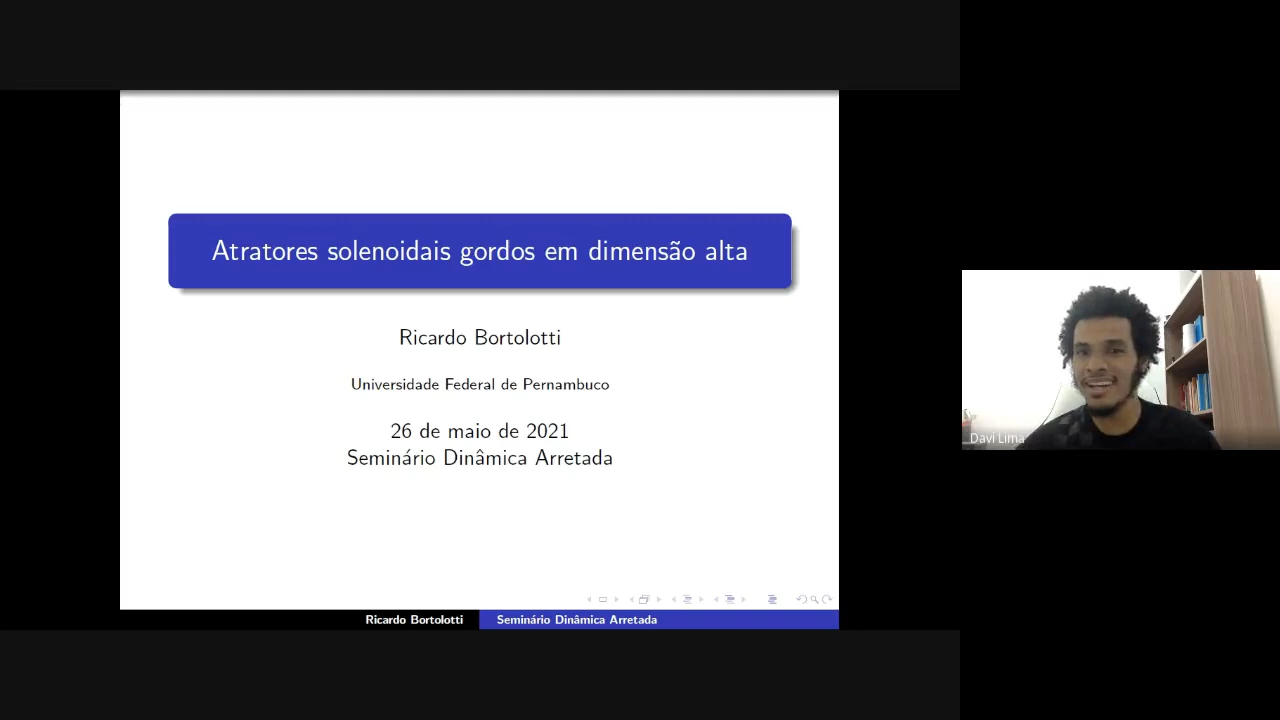 Atratores solenoidais gordos em dimensão alta
Ricardo Bortolotti
Universidade Federal de Pernambuco
26 de maio de 2021
Seminário Dinâmica Arretada
Ricardo Bortolotti
Seminário Dinâmica Arretada
Davi Lima